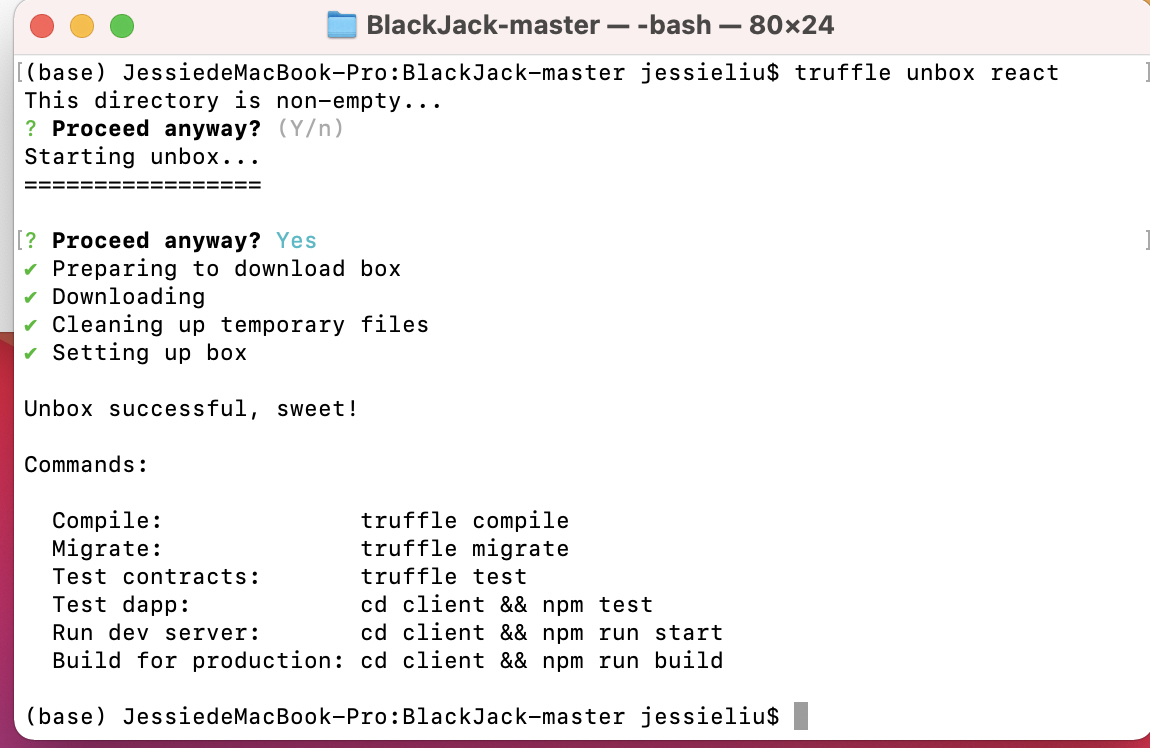 BlackJack-master — -bash — 80×24
[(base) JessiedeMacBook-Pro:BlackJack-master jessieliu$ truffle unbox react ]
This directory is non-empty...
? Proceed anyway? (Y/n)
Starting unbox...
=================
[? Proceed anyway? Yes ]
✔ Preparing to download box
✔ Downloading
✔ Cleaning up temporary files
✔ Setting up box
Unbox successful, sweet!
Commands:
Compile: truffle compile
Migrate: truffle migrate
Test contracts: truffle test
Test dapp: cd client && npm test
Run dev server: cd client && npm run start
Build for production: cd client && npm run build
(base) JessiedeMacBook-Pro:BlackJack-master jessieliu$